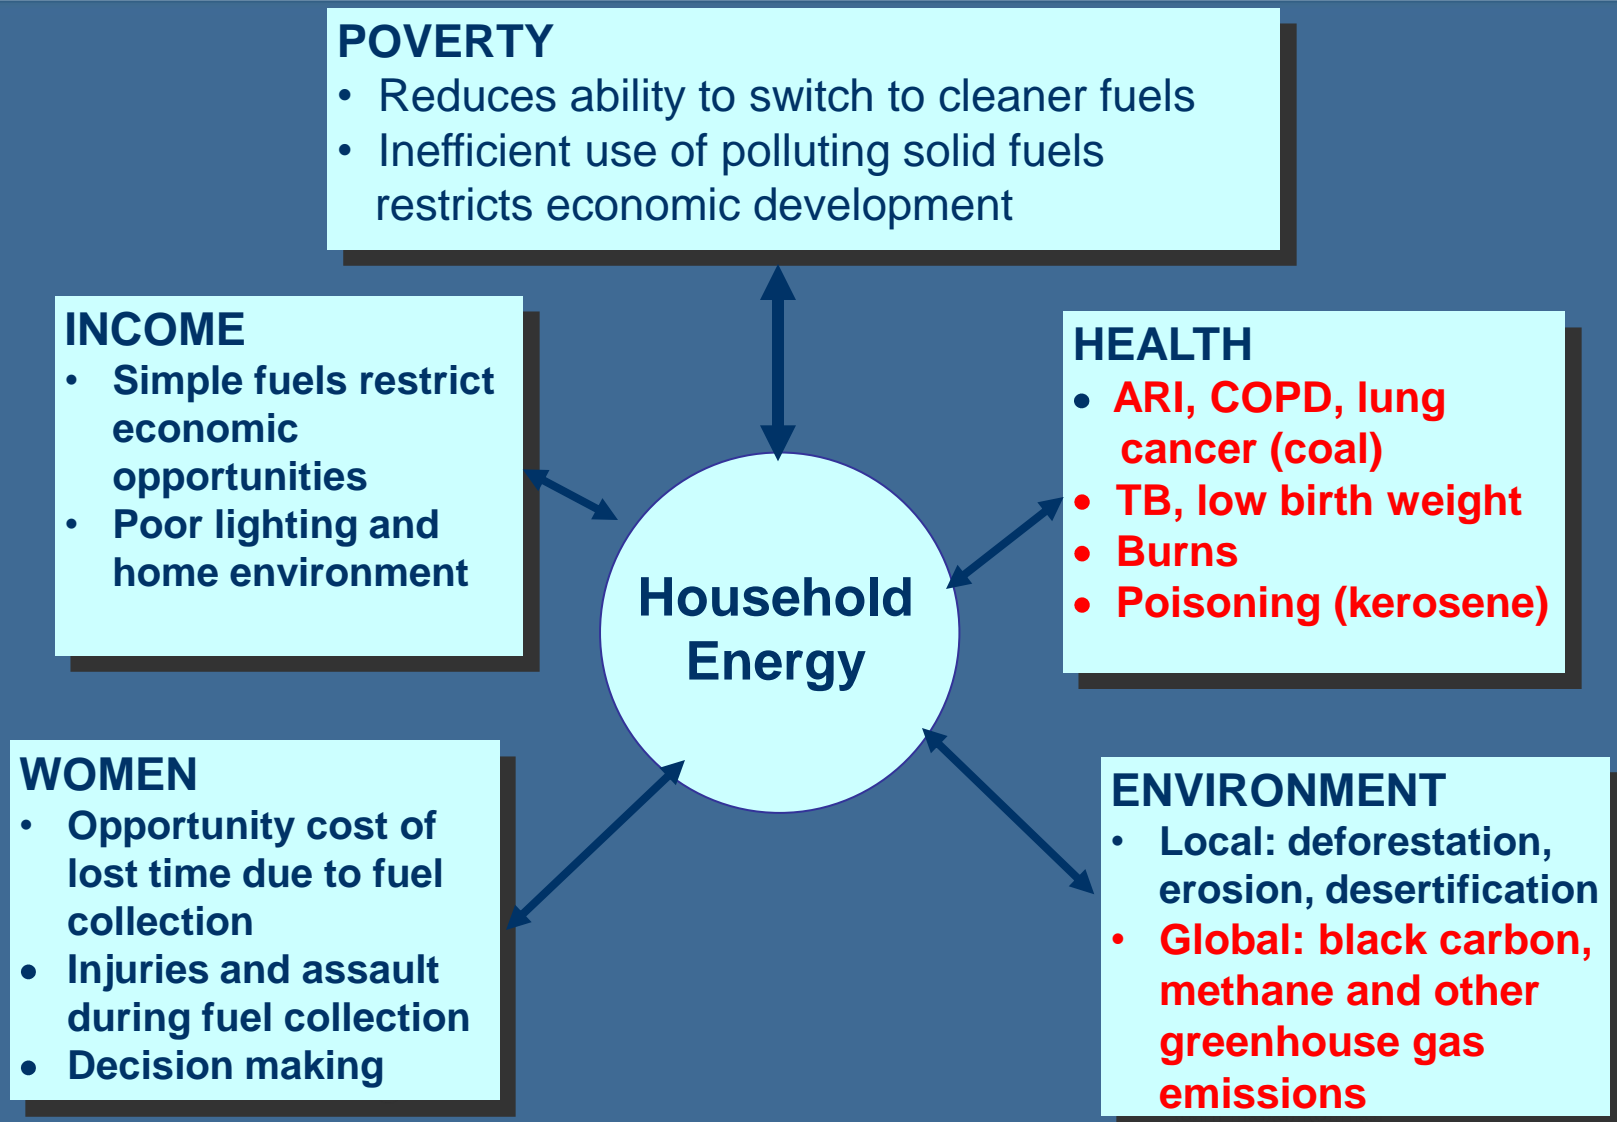 POVERTY
• Reduces ability to switch to cleaner fuels
• Inefficient use of polluting solid fuels
restricts economic development
INCOME
• Simple fuels restrict
economic
opportunities
• Poor lighting and
home environment
HEALTH
• ARI, COPD, lung
cancer (coal)
• TB, low birth weight
• Burns
• Poisoning (kerosene)
Household
Energy
WOMEN
• Opportunity cost of
lost time due to fuel
collection
• Injuries and assault
during fuel collection
• Decision making
ENVIRONMENT
• Local: deforestation,
erosion, desertification
• Global: black carbon,
methane and other
greenhouse gas
emissions